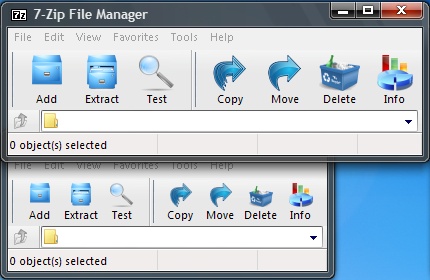 7z 7-Zip File Manager
File Edit View Favorites Tools Help
Add Extract Test Copy Move Delete Info
0 object(s) selected
File Edit View Favorites Tools Help
Add Extract Test Copy Move Delete Info
0 object(s) selected